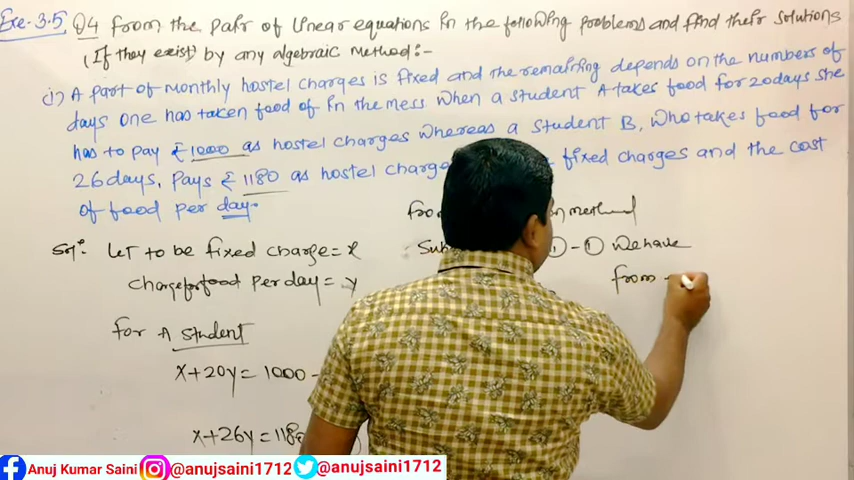 Exe-3.5, Q4 from the pair of linear equations in the following problems and find their solutions
(If they exist) by any algebraic method:-
(i) A part of monthly hostel charges is fixed and the remaining depends on the numbers of
days one has taken food of in the mess when a student A takes food for 20 days she
has to pay ₹ 1000 as hostel charges whereas a student B, who takes food for
26 days, pays ₹ 1180 as hostel charge fixed charges and the cost
of food per day.
from method
Sol: Let to be fixed charge = x
- ① we have
charge for food per day = y
from -
for A student
x+20y = 1000 -
x+26y = 118
Anuj Kumar Saini @anujsaini1712 @anujsaini1712